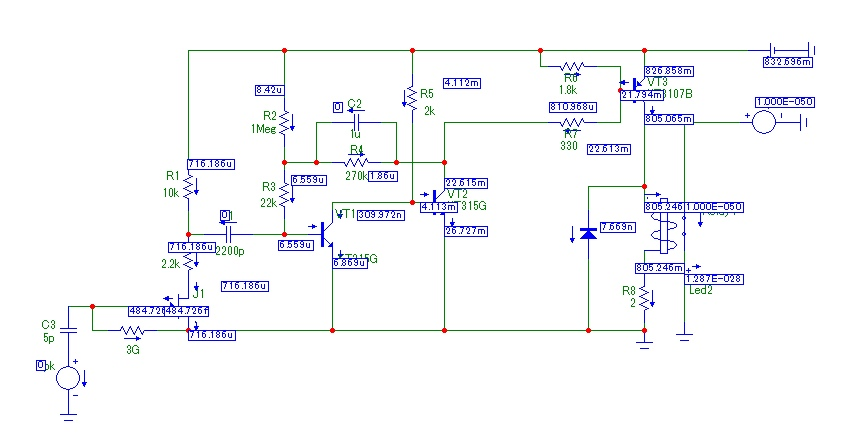 832.696m
R6
1.8k
826.858m
VT3
3107B
21.794m
4.112m
R5
2k
8.42u
0
C2
1u
810.968u
R7
330
1.000E-050
805.065m
R2
1Meg
22.613m
R4
270k
1.86u
716.186u
R1
10k
6.559u
R3
22k
22.615m
VT2
4.113m
T315G
VT1
309.972n
0
2200p
6.559u
6.869u
26.727m
7.669n
805.246
1.000E-050
716.186u
2.2k
805.246m
1.287E-028
Led2
716.186u
J1
484.726f
R8
2
C3
5p
3G
716.186u
0
pk